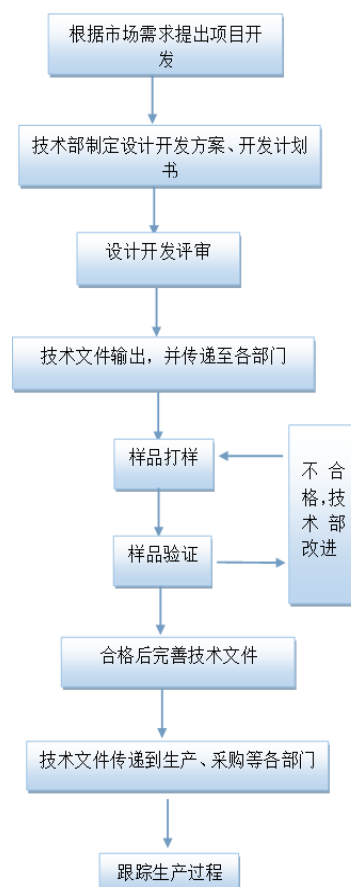 根据市场需求提出项目开
发
技术部制定设计开发方案、开发计划
书
设计开发评审
技术文件输出，并传递至各部门
样品打样
不合
格,技
术部
改进
样品验证
合格后完善技术文件
技术文件传递到生产、采购等各部门
跟踪生产过程